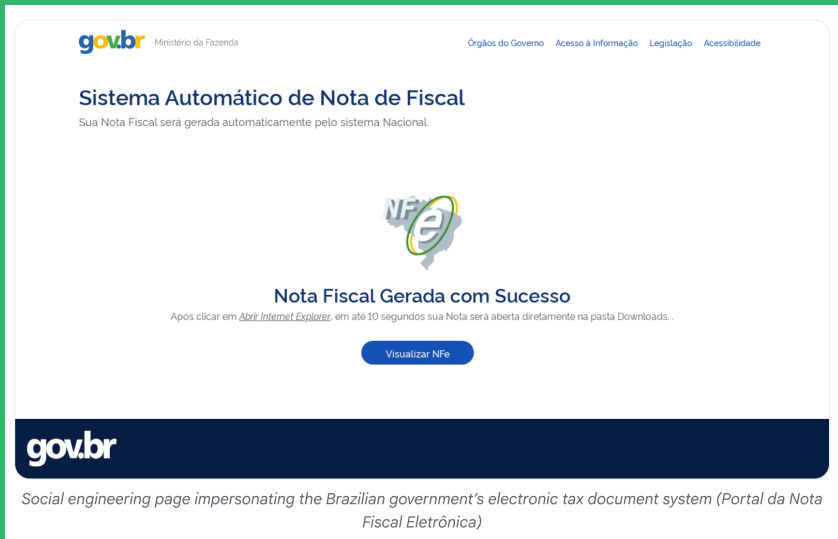 gov.br Ministério da Fazenda Órgãos do Governo Acesso à Informação Legislação Acessibilidade
Sistema Automático de Nota de Fiscal
Sua Nota Fiscal será gerada automaticamente pelo sistema Nacional.
NFe
Nota Fiscal Gerada com Sucesso
Após clicar em Abrir Internet Explorer, em até 10 segundos sua Nota será aberta diretamente na pasta Downloads. .
Visualizar NFe
gov.br
Social engineering page impersonating the Brazilian government's electronic tax document system (Portal da Nota
Fiscal Eletrônica)